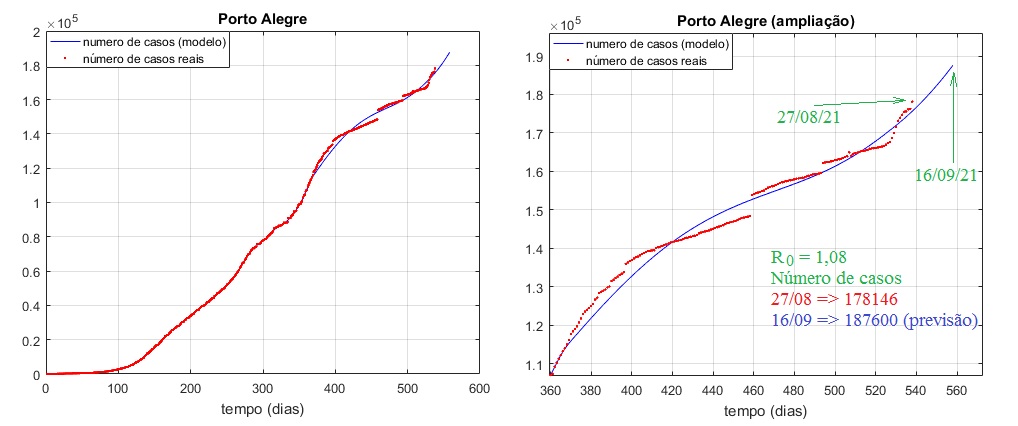 Porto Alegre
×10^5
numero de casos (modelo)
número de casos reais
2
1.8
1.6
1.4
1.2
1
0.8
0.6
0.4
0.2
0
0 100 200 300 400 500 600
tempo (dias)
Porto Alegre (ampliação)
×10^5
numero de casos (modelo)
número de casos reais
1.9
1.8
1.7
1.6
1.5
1.4
1.3
1.2
1.1
27/08/21
16/09/21
R0 = 1,08
Número de casos
27/08 => 178146
16/09 => 187600 (previsão)
360 380 400 420 440 460 480 500 520 540 560
tempo (dias)